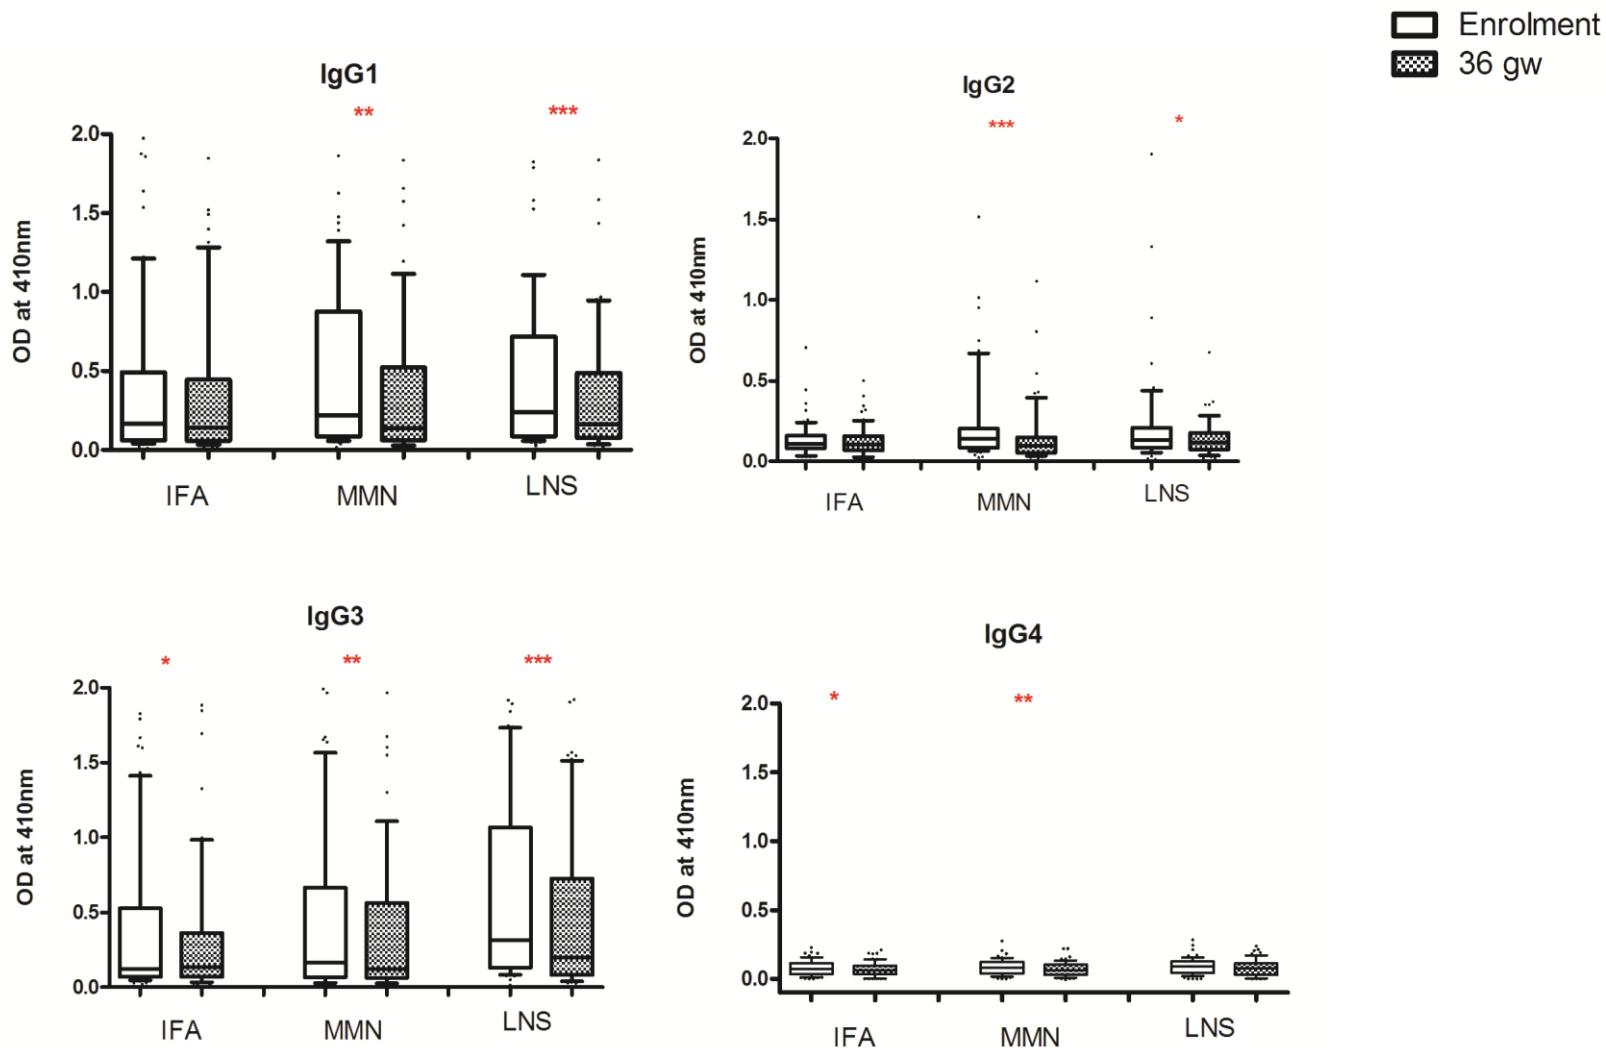 Enrolment
36 gw
IgG1
** ***
OD at 410nm
2.0
1.5
1.0
0.5
0.0
IFA MMN LNS
IgG2
*** *
OD at 410nm
2.0
1.5
1.0
0.5
0.0
IFA MMN LNS
IgG3
* ** ***
OD at 410nm
2.0
1.5
1.0
0.5
0.0
IFA MMN LNS
IgG4
* **
OD at 410nm
2.0
1.5
1.0
0.5
0.0
IFA MMN LNS